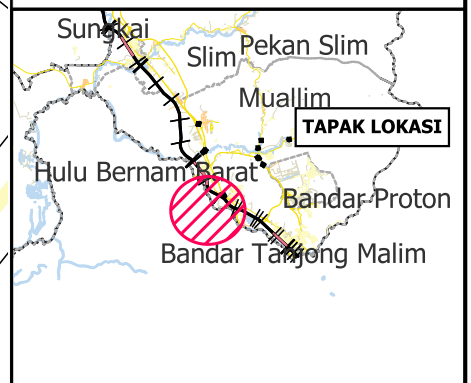 Sungkai
Slim
Pekan Slim
Muallim
TAPAK LOKASI
Hulu Bernam Barat
Bandar Proton
Bandar Tanjong Malim